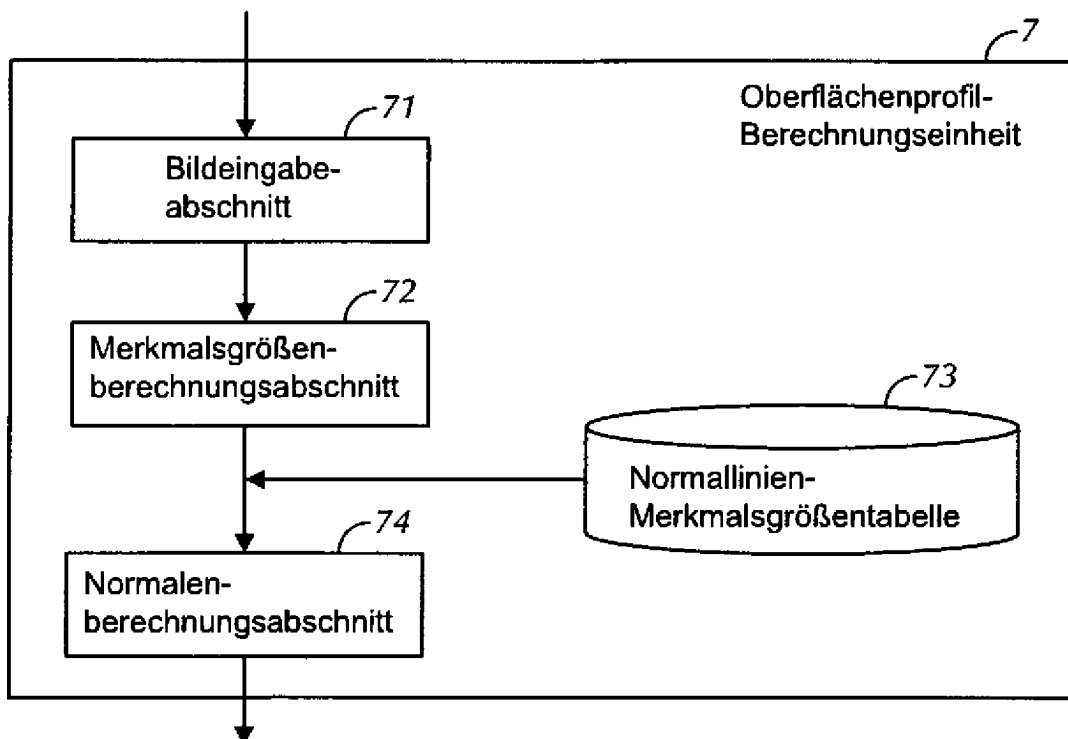 7
Oberflächenprofil-
Berechnungseinheit
71
Bildeingabe-
abschnitt
72
Merkmalsgrößen-
berechnungsabschnitt
73
Normallinien-
Merkmalsgrößentabelle
74
Normalen-
berechnungsabschnitt